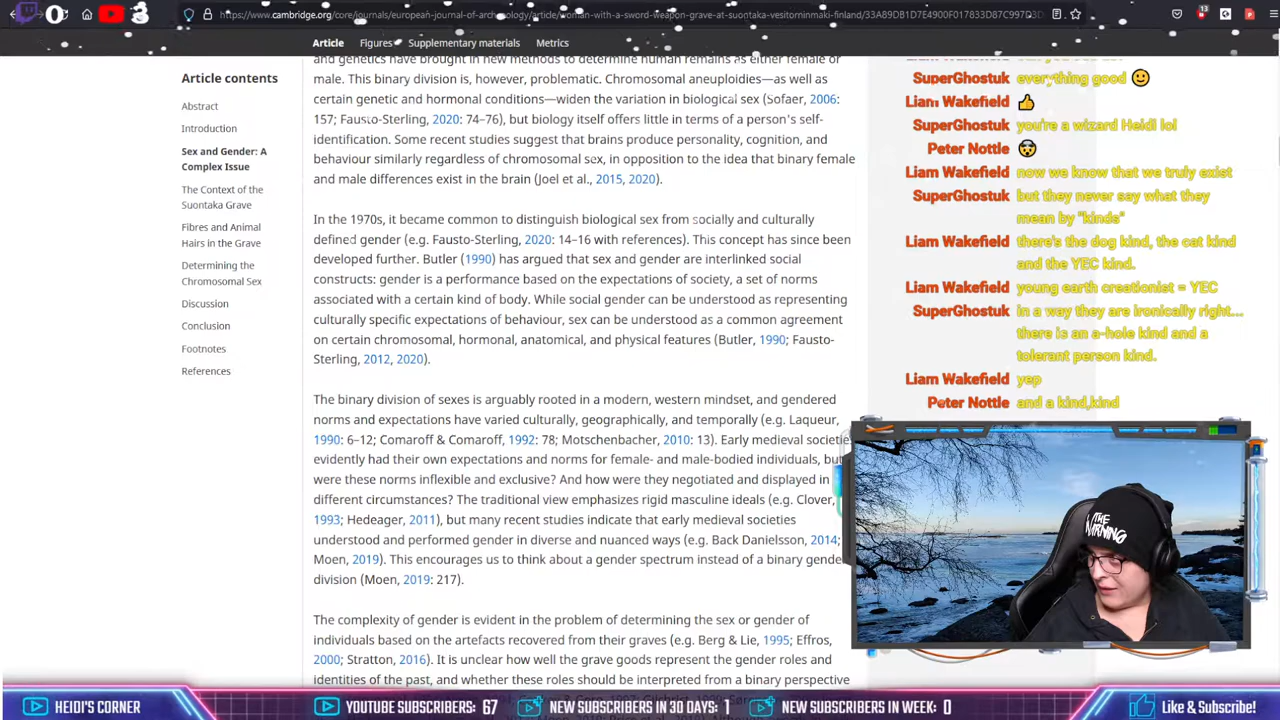 0
3
https://www.cambridge.org/core/journals/european-journal-of-archaeology/article/woman-with-a-sword-weapon-grave-at-suontaka-vesitorninmaki-finland/33A89DB1D7E4900F017833D87C997D3
13
Article
Figures
Supplementary materials
Metrics
Article contents
Abstract
Introduction
Sex and Gender: A
Complex Issue
The Context of the
Suontaka Grave
Fibres and Animal
Hairs in the Grave
Determining the
Chromosomal Sex
Discussion
Conclusion
Footnotes
References
and genetics have brought in new methods to determine human remains as either female or
male. This binary division is, however, problematic. Chromosomal aneuploidies—as well as
certain genetic and hormonal conditions—widen the variation in biological sex (Sofaer, 2006:
157; Fausto-Sterling, 2020: 74–76), but biology itself offers little in terms of a person's self-
identification. Some recent studies suggest that brains produce personality, cognition, and
behaviour similarly regardless of chromosomal sex, in opposition to the idea that binary female
and male differences exist in the brain (Joel et al., 2015, 2020).
In the 1970s, it became common to distinguish biological sex from socially and culturally
defined gender (e.g. Fausto-Sterling, 2020: 14–16 with references). This concept has since been
developed further. Butler (1990) has argued that sex and gender are interlinked social
constructs: gender is a performance based on the expectations of society, a set of norms
associated with a certain kind of body. While social gender can be understood as representing
culturally specific expectations of behaviour, sex can be understood as a common agreement
on certain genital, hormonal, anatomical, and physical features (Butler, 1990; Fausto-
Sterling, 2012, 2020).
The binary division of sexes is arguably rooted in a modern, western mindset, and gendered
norms and expectations have varied culturally, geographically, and temporally (e.g. Laqueur,
1990: 6–12; Comaroff & Comaroff, 1992: 78; Motschenbacher, 2010: 13). Early medieval societie
evidently had their own expectations and norms for female- and male-bodied individuals, but
were these norms inflexible and exclusive? And how were they negotiated and displayed in
different circumstances? The traditional view emphasizes rigid masculine ideals (e.g. Clover,
1993; Hedeager, 2011), but many recent studies indicate that early medieval societies
understood and performed gender in diverse and nuanced ways (e.g. Back Danielsson, 2014;
Moen, 2019). This encourages us to think about a gender spectrum instead of a binary gende
division (Moen, 2019: 217).
The complexity of gender is evident in the problem of determining the sex or gender of
individuals based on the artefacts recovered from their graves (e.g. Berg & Lie, 1995; Effros,
2000; Stratton, 2016). It is unclear how well the grave goods represent the gender roles and
identities of the past, and whether these roles should be interpreted from a binary perspective
SuperGhostuk everything good
Liam Wakefield
SuperGhostuk you're a wizard Heidi lol
Peter Nottle
Liam Wakefield now we know that we truly exist
SuperGhostuk but they never say what they
mean by "kinds"
Liam Wakefield there's the dog kind, the cat kind
and the YEC kind.
Liam Wakefield young earth creationist = YEC
SuperGhostuk in a way they are ironically right...
there is an a-hole kind and a
tolerant person kind.
Liam Wakefield yep
Peter Nottle and a kind,kind
THE
WARNING
HEIDI'S CORNER
YOUTUBE SUBSCRIBERS: 67
NEW SUBSCRIBERS IN 30 DAYS: 1
NEW SUBSCRIBERS IN WEEK: 0
Like & Subscribe!